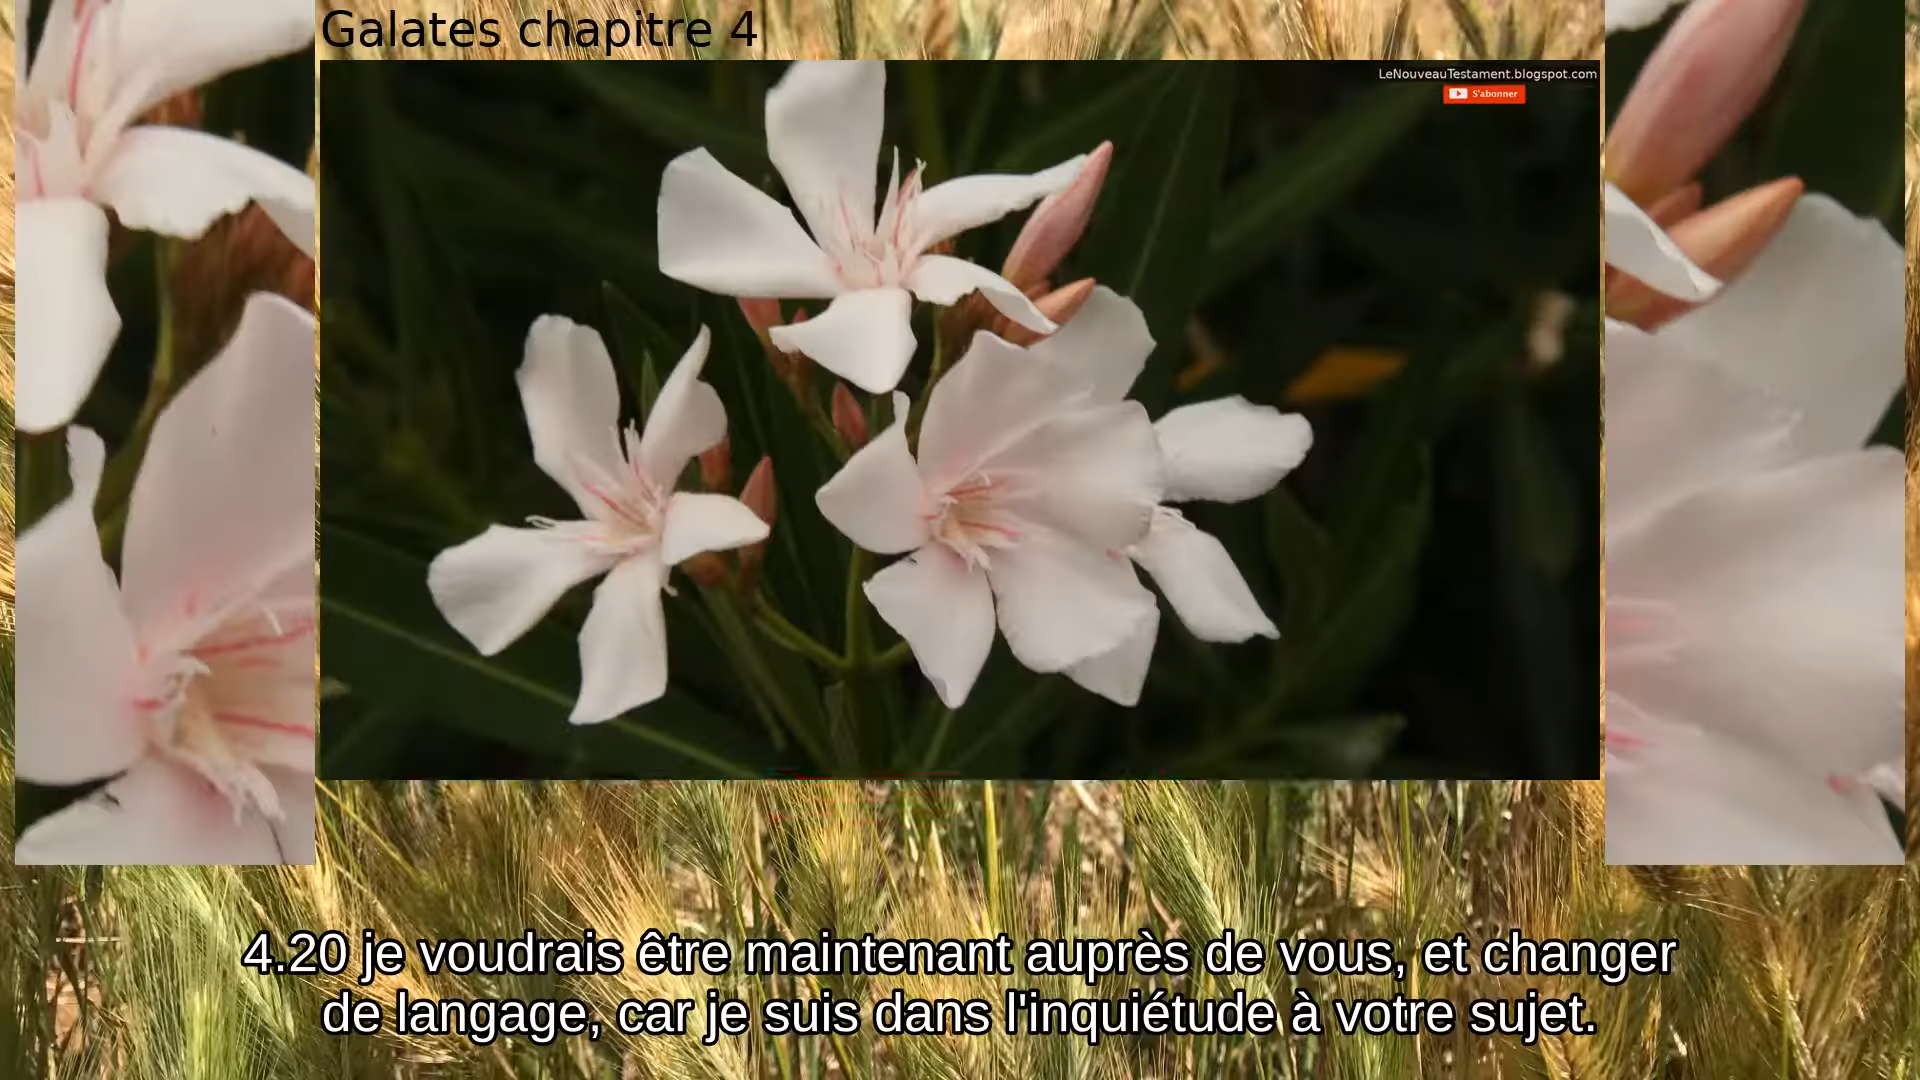 Galates chapitre 4
LeNouveauTestament.blogspot.com
S'abonner
4.20 je voudrais être maintenant auprès de vous, et changer
de langage, car je suis dans l'inquiétude à votre sujet.